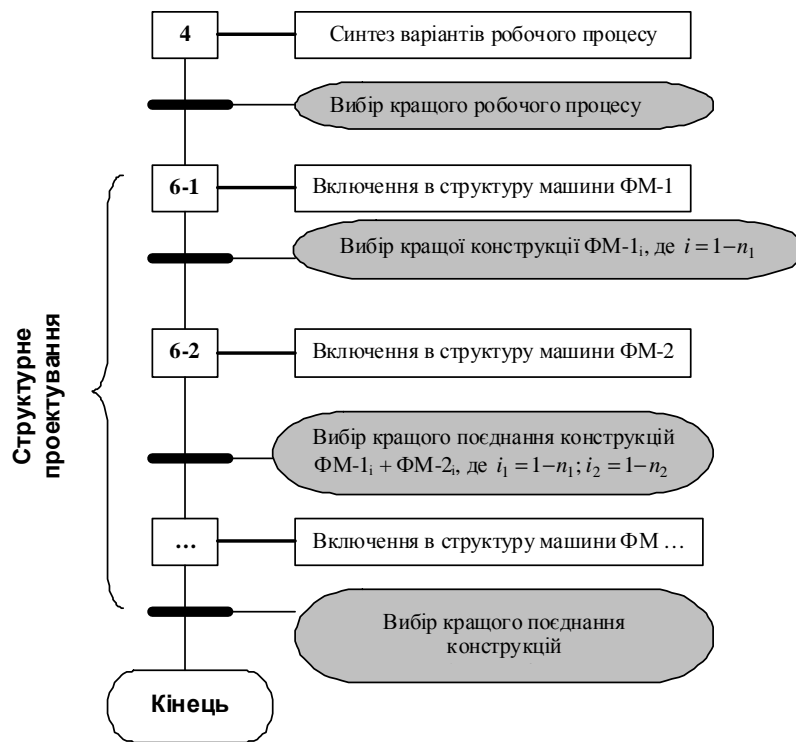 4
Синтез варіантів робочого процесу
Вибір кращого робочого процесу
6-1
Включення в структуру машини ФМ-1
Вибір кращої конструкції ФМ-1ᵢ, де i = 1−n₁
Структурне
проектування
6-2
Включення в структуру машини ФМ-2
Вибір кращого поєднання конструкцій
ФМ-1ᵢ + ФМ-2ᵢ, де i₁ = 1−n₁; i₂ = 1−n₂
...
Включення в структуру машини ФМ ...
Вибір кращого поєднання
конструкцій
Кінець